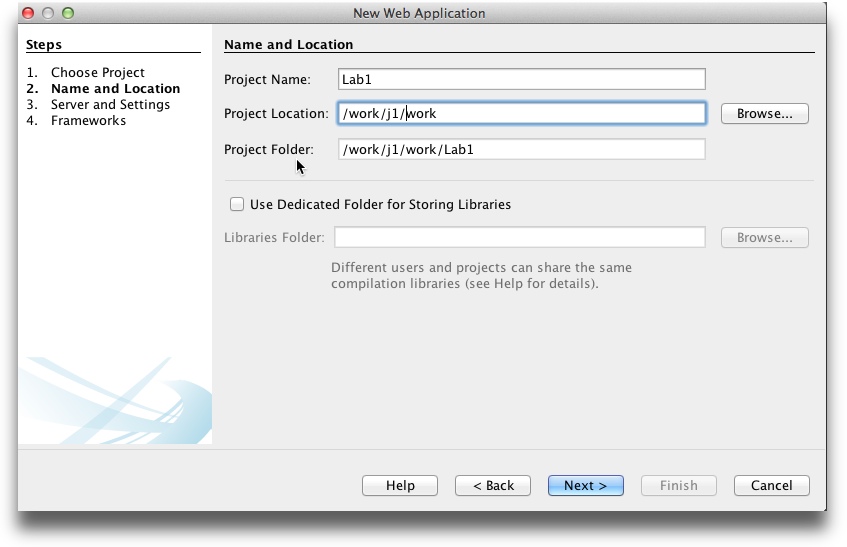 New Web Application
Steps
1. Choose Project
2. Name and Location
3. Server and Settings
4. Frameworks
Name and Location
Project Name: Lab1
Project Location: /work/j1/work Browse...
Project Folder: /work/j1/work/Lab1
Use Dedicated Folder for Storing Libraries
Libraries Folder: Browse...
Different users and projects can share the same
compilation libraries (see Help for details).
Help < Back Next > Finish Cancel